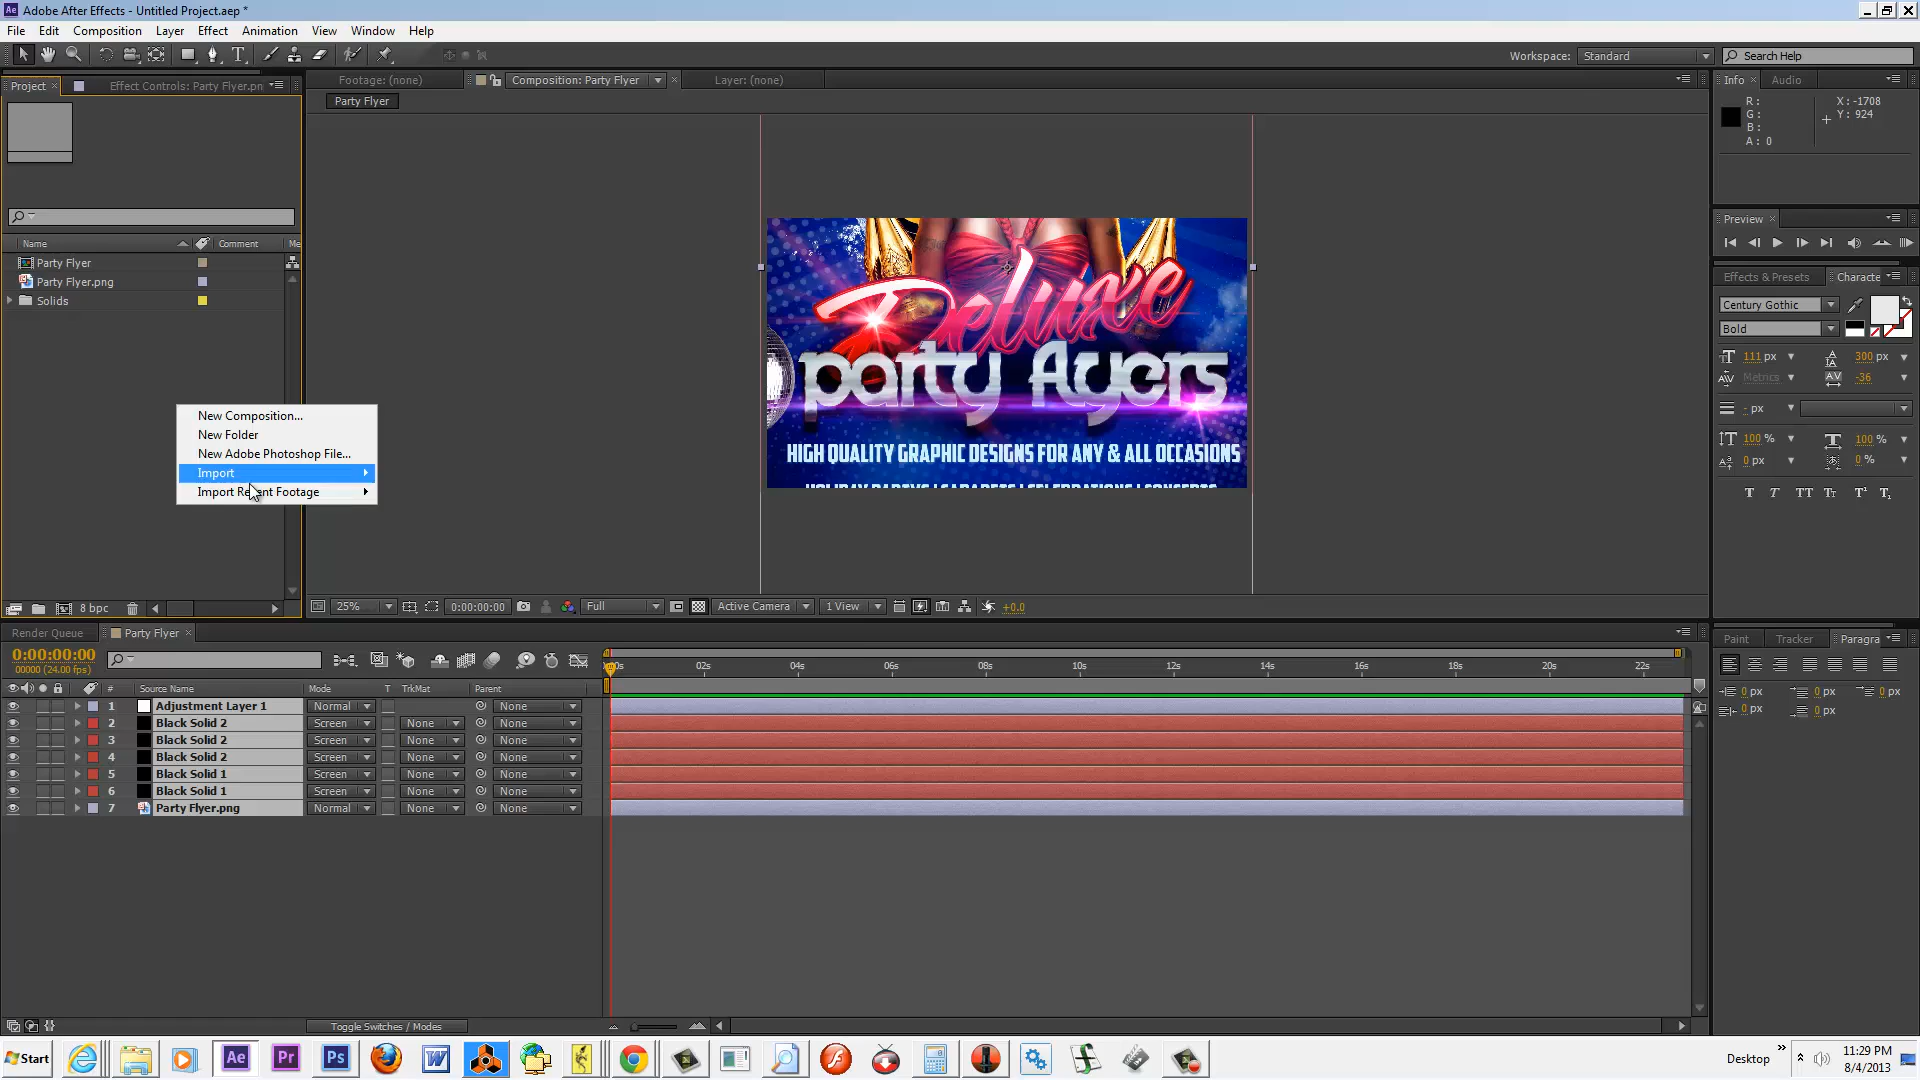 Adobe After Effects - Untitled Project.aep *
File Edit Composition Layer Effect Animation View Window Help
Workspace: Standard Search Help
Project Effect Controls: Party Flyer.pn
Footage: (none) Composition: Party Flyer Layer: (none)
Party Flyer
Name Comment Me
Party Flyer
Party Flyer.png
Solids
New Composition...
New Folder
New Adobe Photoshop File...
Import
Import Recent Footage
8 bpc
Deluxe
party flyers
HIGH QUALITY GRAPHIC DESIGNS FOR ANY & ALL OCCASIONS
HOLIDAY PARTYS | CABARETS | CELEBRATIONS | CONCERTS
25% 0:00:00:00 Full Active Camera 1 View +0.0
Info Audio
R: X: -1708
G: Y: 924
B:
A: 0
Preview
Effects & Presets Characte
Century Gothic
Bold
111 px 300 px
Metrics -36
- px
100 % 100 %
0 px 0 %
T T TT Tt T¹ T₁
Paint Tracker Paragra
0 px 0 px 0 px
0 px 0 px
Render Queue Party Flyer
0:00:00:00
00000 (24.00 fps)
02s 04s 06s 08s 10s 12s 14s 16s 18s 20s 22s
# Source Name Mode T TrkMat Parent
1 Adjustment Layer 1 Normal None
2 Black Solid 2 Screen None None
3 Black Solid 2 Screen None None
4 Black Solid 2 Screen None None
5 Black Solid 1 Screen None None
6 Black Solid 1 Screen None None
7 Party Flyer.png Normal None None
Toggle Switches / Modes
Start Ae Pr Ps W Desktop 11:29 PM
8/4/2013